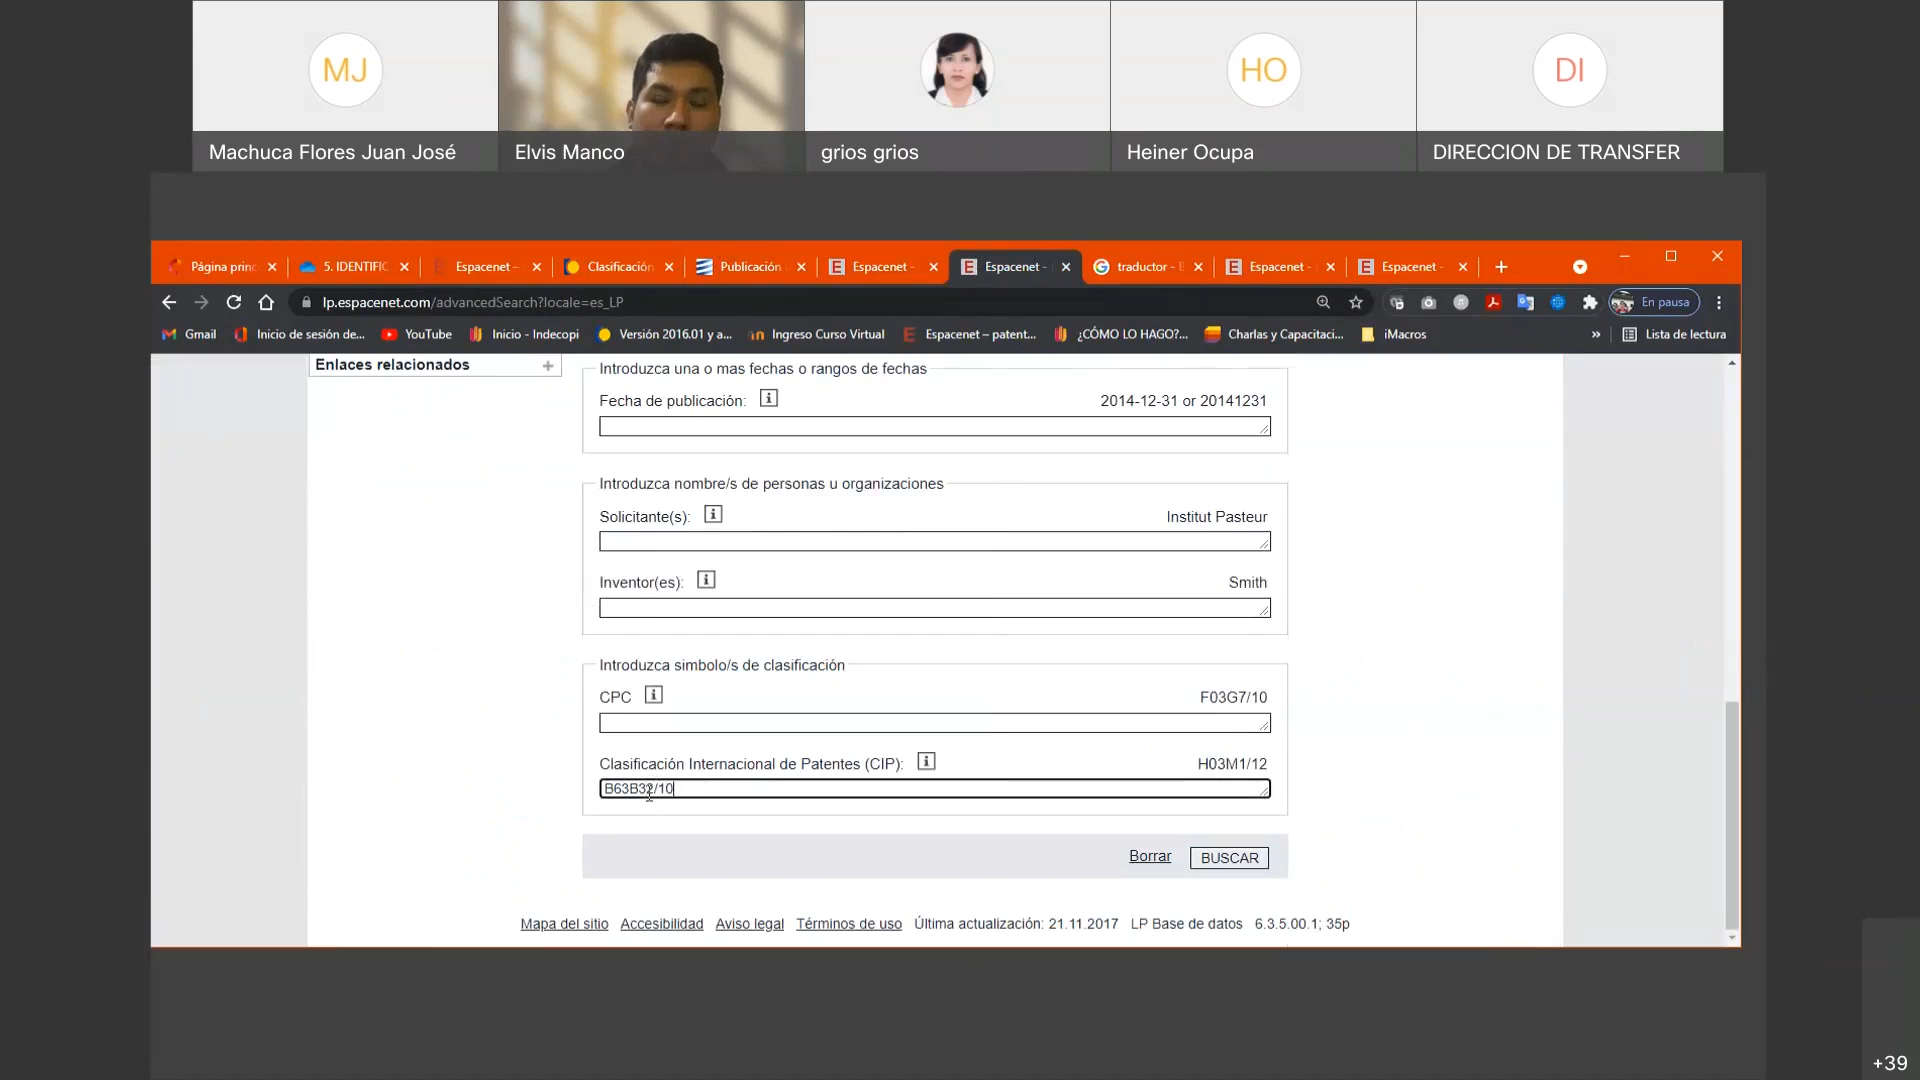 MJ
HO
DI
Machuca Flores Juan José
Elvis Manco
grios grios
Heiner Ocupa
DIRECCION DE TRANSFER
Página princ
5. IDENTIFIC
Espacenet –
Clasificación
Publicación
Espacenet -
Espacenet -
traductor - B
Espacenet -
Espacenet -
lp.espacenet.com/advancedSearch?locale=es_LP
En pausa
Gmail
Inicio de sesión de...
YouTube
Inicio - Indecopi
Versión 2016.01 y a...
Ingreso Curso Virtual
Espacenet – patent...
¿CÓMO LO HAGO?...
Charlas y Capacitaci...
iMacros
»
Lista de lectura
Enlaces relacionados
Introduzca una o mas fechas o rangos de fechas
Fecha de publicación:
2014-12-31 or 20141231
Introduzca nombre/s de personas u organizaciones
Solicitante(s):
Institut Pasteur
Inventor(es):
Smith
Introduzca simbolo/s de clasificación
CPC
F03G7/10
Clasificación Internacional de Patentes (CIP):
H03M1/12
B63B32/10
Borrar
BUSCAR
Mapa del sitio Accesibilidad Aviso legal Términos de uso Última actualización: 21.11.2017 LP Base de datos 6.3.5.00.1; 35p
+39